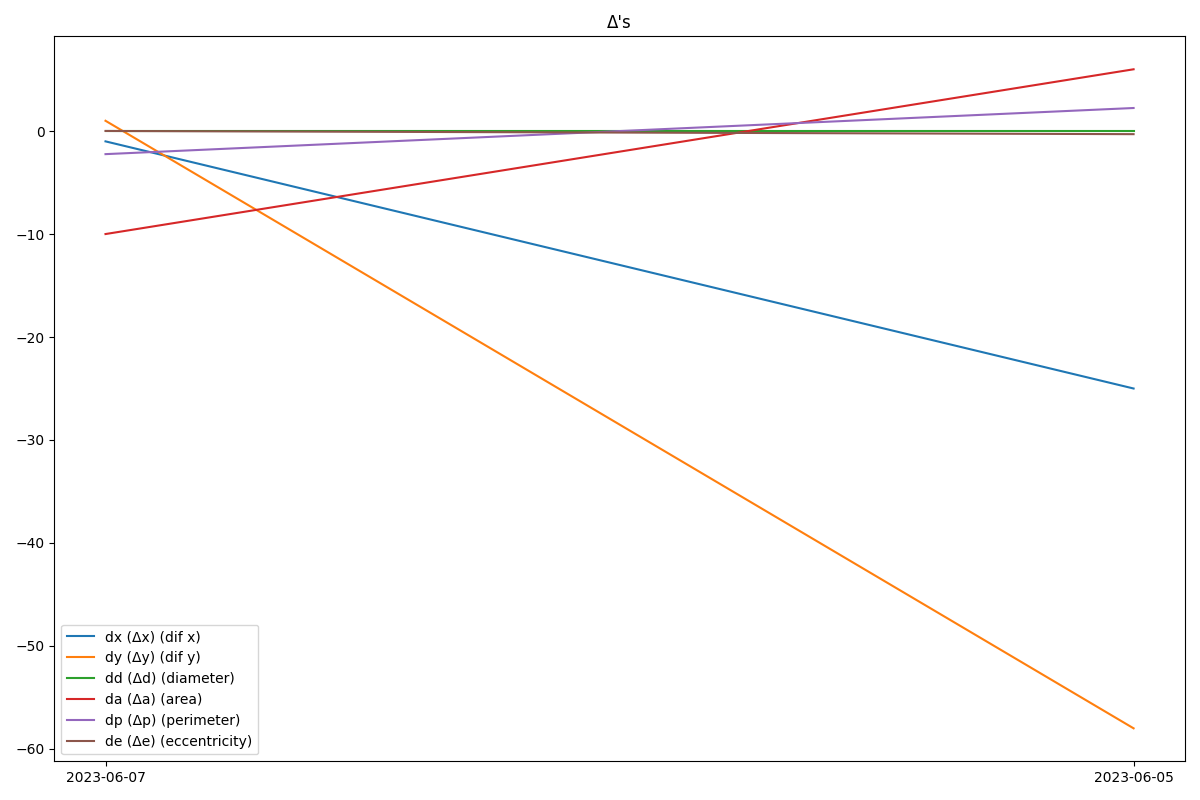 Δ's
0
−10
−20
−30
−40
−50
−60
dx (Δx) (dif x)
dy (Δy) (dif y)
dd (Δd) (diameter)
da (Δa) (area)
dp (Δp) (perimeter)
de (Δe) (eccentricity)
2023-06-07 2023-06-05